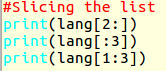 #Slicing the list
print(lang[2:])
print(lang[:3])
print(lang[1:3])